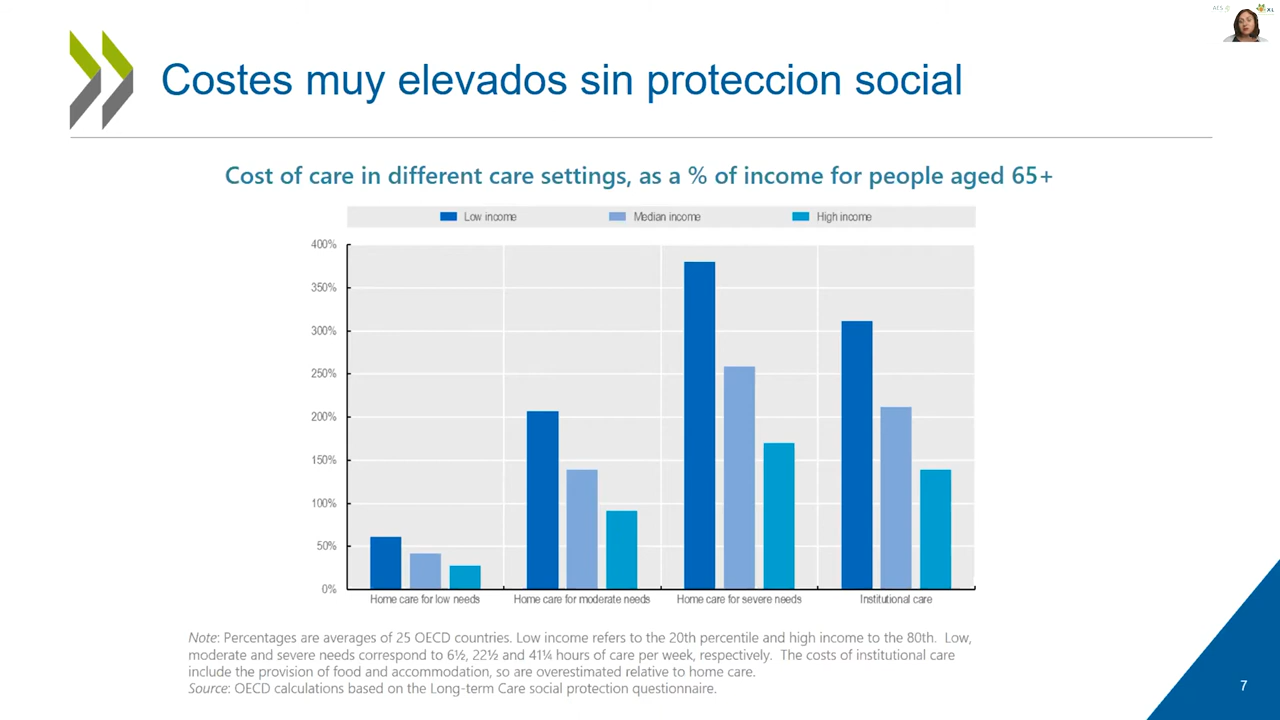 Costes muy elevados sin proteccion social
Cost of care in different care settings, as a % of income for people aged 65+
Low income Median income High income
400%
350%
300%
250%
200%
150%
100%
50%
0%
Home care for low needs Home care for moderate needs Home care for severe needs Institutional care
Note: Percentages are averages of 25 OECD countries. Low income refers to the 20th percentile and high income to the 80th. Low,
moderate and severe needs correspond to 6½, 22½ and 41¼ hours of care per week, respectively. The costs of institutional care
include the provision of food and accommodation, so are overestimated relative to home care.
Source: OECD calculations based on the Long-term Care social protection questionnaire.
7